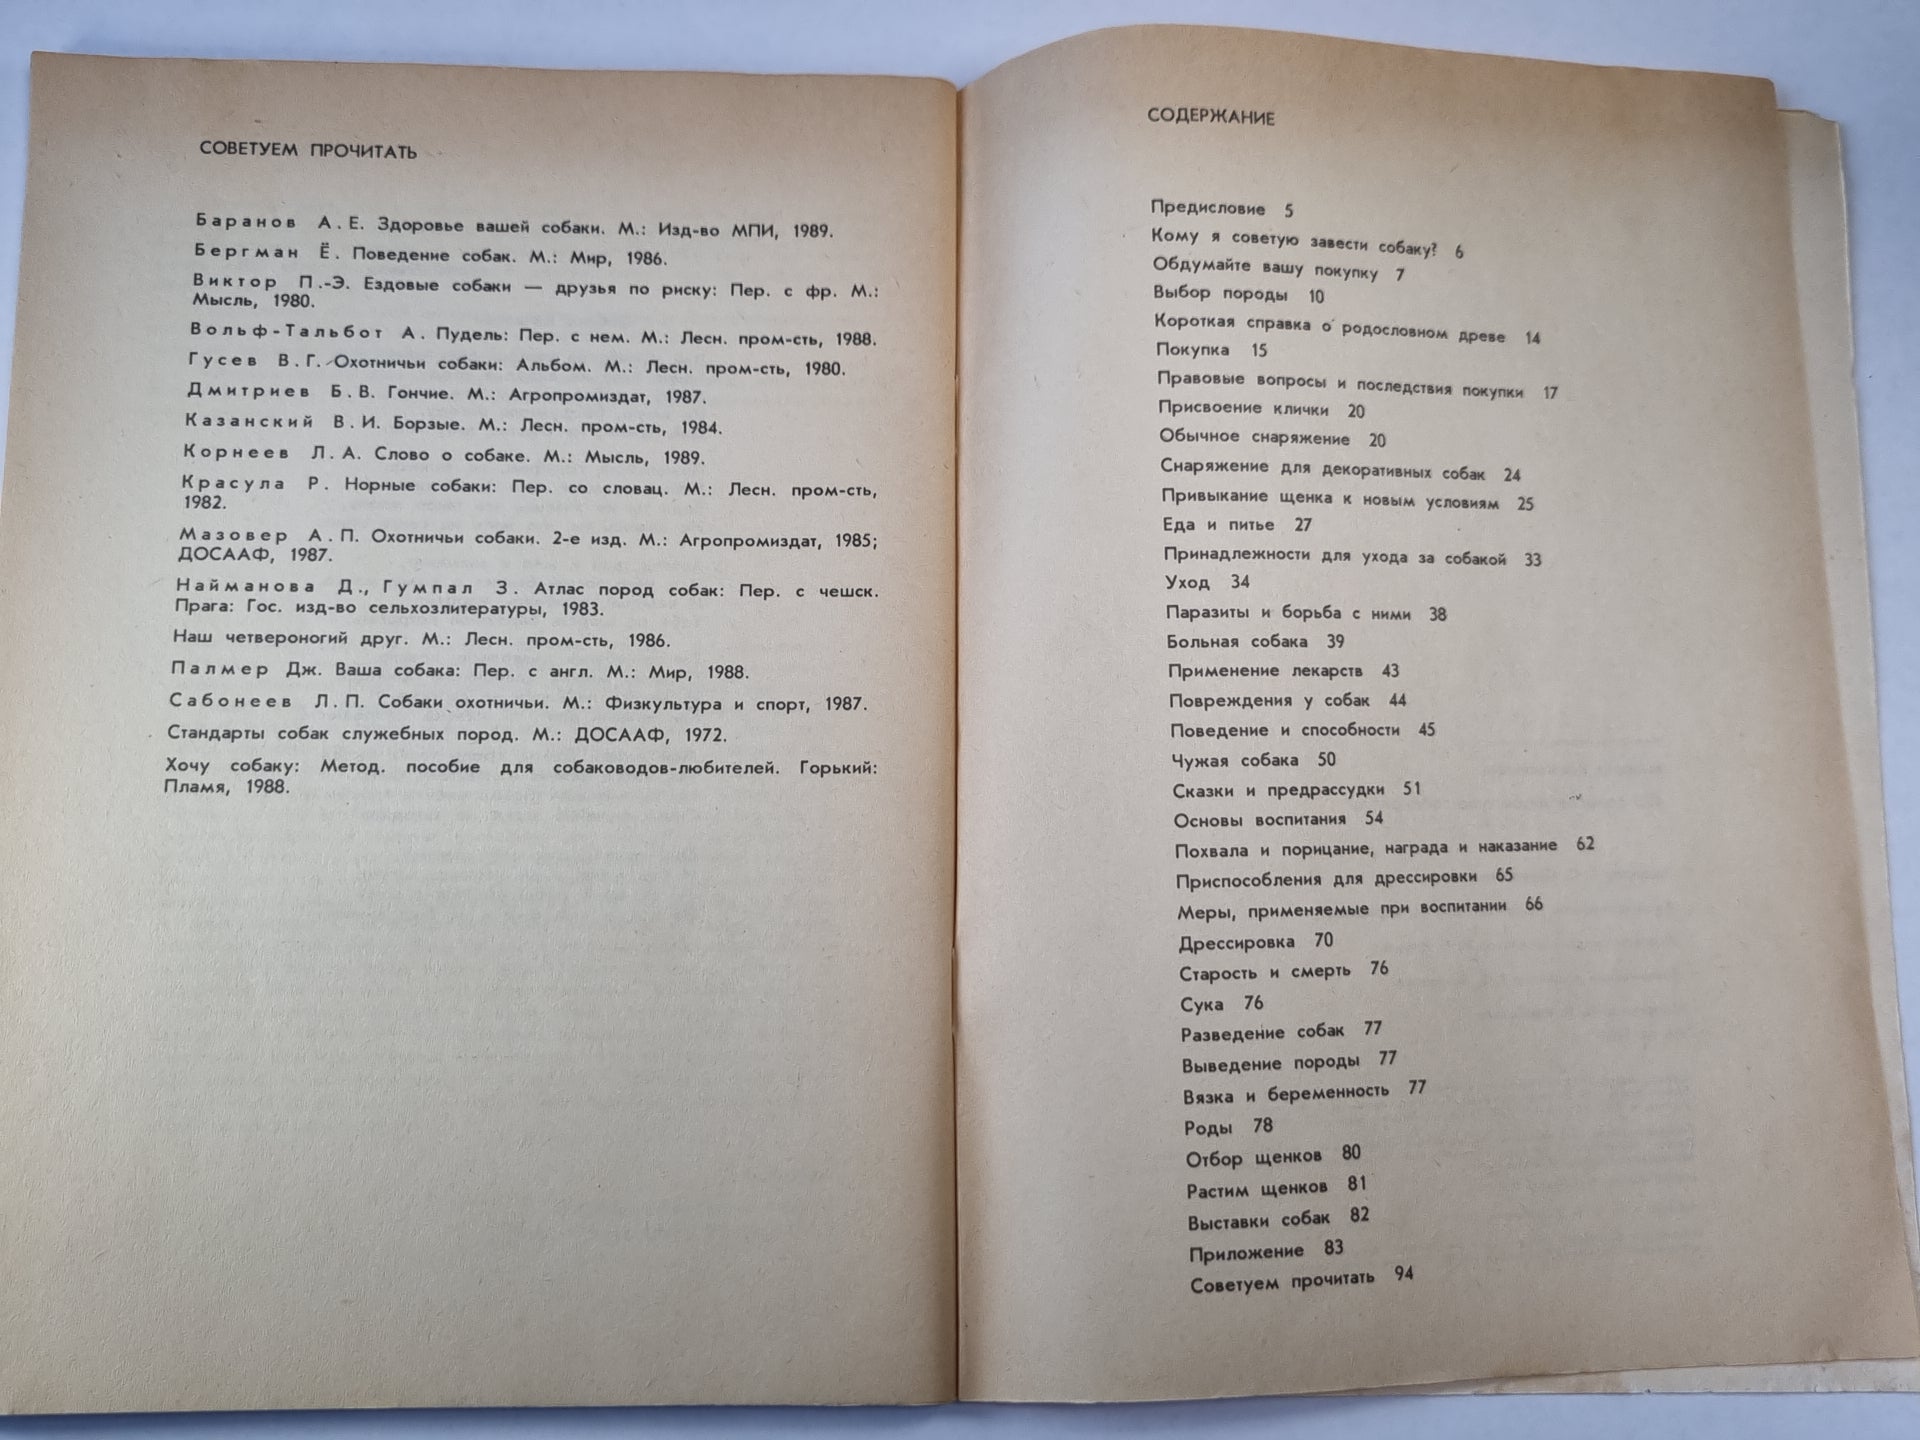 СОВЕТУЕМ ПРОЧИТАТЬ
Баранов А.Е. Здоровье вашей собаки. М.: Изд-во МПИ, 1989.
Бергман Ё. Поведение собак. М.: Мир, 1986.
Виктор П.-Э. Ездовые собаки — друзья по риску: Пер. с фр. М.:
Мысль, 1980.
Вольф-Тальбот А. Пудель: Пер. с нем. М.: Лесн. пром-сть, 1988.
Гусев В.Г. Охотничьи собаки: Альбом. М.: Лесн. пром-сть, 1980.
Дмитриев Б.В. Гончие. М.: Агропромиздат, 1987.
Казанский В.И. Борзые. М.: Лесн. пром-сть, 1984.
Корнеев Л.А. Слово о собаке. М.: Мысль, 1989.
Красула Р. Норные собаки: Пер. со словац. М.: Лесн. пром-сть,
1982.
Мазовер А.П. Охотничьи собаки. 2-е изд. М.: Агропромиздат, 1985;
ДОСААФ, 1987.
Найманова Д., Гумпал З. Атлас пород собак: Пер. с чешск.
Прага: Гос. изд-во сельхозлитературы, 1983.
Наш четвероногий друг. М.: Лесн. пром-сть, 1986.
Палмер Дж. Ваша собака: Пер. с англ. М.: Мир, 1988.
Сабонеев Л.П. Собаки охотничьи. М.: Физкультура и спорт, 1987.
Стандарты собак служебных пород. М.: ДОСААФ, 1972.
Хочу собаку: Метод. пособие для собаководов-любителей. Горький:
Пламя, 1988.
СОДЕРЖАНИЕ
Предисловие 5
Кому я советую завести собаку? 6
Обдумайте вашу покупку 7
Выбор породы 10
Короткая справка о родословном древе 14
Покупка 15
Правовые вопросы и последствия покупки 17
Присвоение клички 20
Обычное снаряжение 20
Снаряжение для декоративных собак 24
Привыкание щенка к новым условиям 25
Еда и питье 27
Принадлежности для ухода за собакой 33
Уход 34
Паразиты и борьба с ними 38
Больная собака 39
Применение лекарств 43
Повреждения у собак 44
Поведение и способности 45
Чужая собака 50
Сказки и предрассудки 51
Основы воспитания 54
Похвала и порицание, награда и наказание 62
Приспособления для дрессировки 65
Меры, применяемые при воспитании 66
Дрессировка 70
Старость и смерть 76
Сука 76
Разведение собак 77
Выведение породы 77
Вязка и беременность 77
Роды 78
Отбор щенков 80
Растим щенков 81
Выставки собак 82
Приложение 83
Советуем прочитать 94